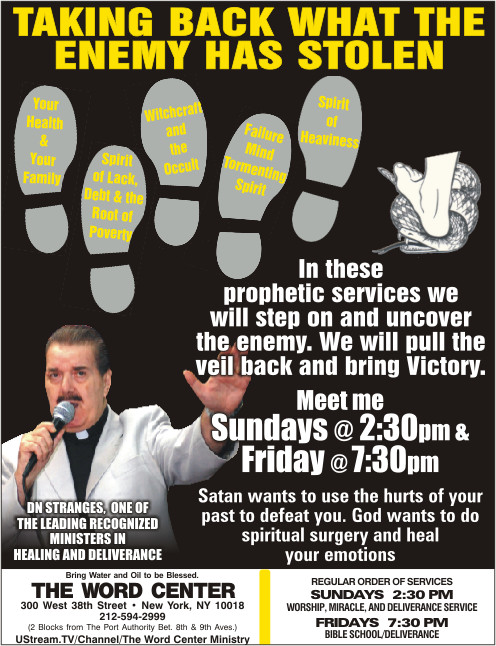 TAKING BACK WHAT THE
ENEMY HAS STOLEN
Your
Health
&
Your
Family
Spirit
of Lack,
Debt & the
Root of
Poverty
Witchcraft
and
the
Occult
Failure
Mind
Tormenting
Spirit
Spirit
of
Heaviness
In these
prophetic services we
will step on and uncover
the enemy. We will pull the
veil back and bring Victory.
Meet me
Sundays @ 2:30pm &
Friday @ 7:30pm
Satan wants to use the hurts of your
past to defeat you. God wants to do
spiritual surgery and heal
your emotions
DN STRANGES, ONE OF
THE LEADING RECOGNIZED
MINISTERS IN
HEALING AND DELIVERANCE
Bring Water and Oil to be Blessed.
THE WORD CENTER
300 West 38th Street • New York, NY 10018
212-594-2999
(2 Blocks from The Port Authority Bet. 8th & 9th Aves.)
UStream.TV/Channel/The Word Center Ministry
REGULAR ORDER OF SERVICES
SUNDAYS 2:30 PM
WORSHIP, MIRACLE, AND DELIVERANCE SERVICE
FRIDAYS 7:30 PM
BIBLE SCHOOL/DELIVERANCE